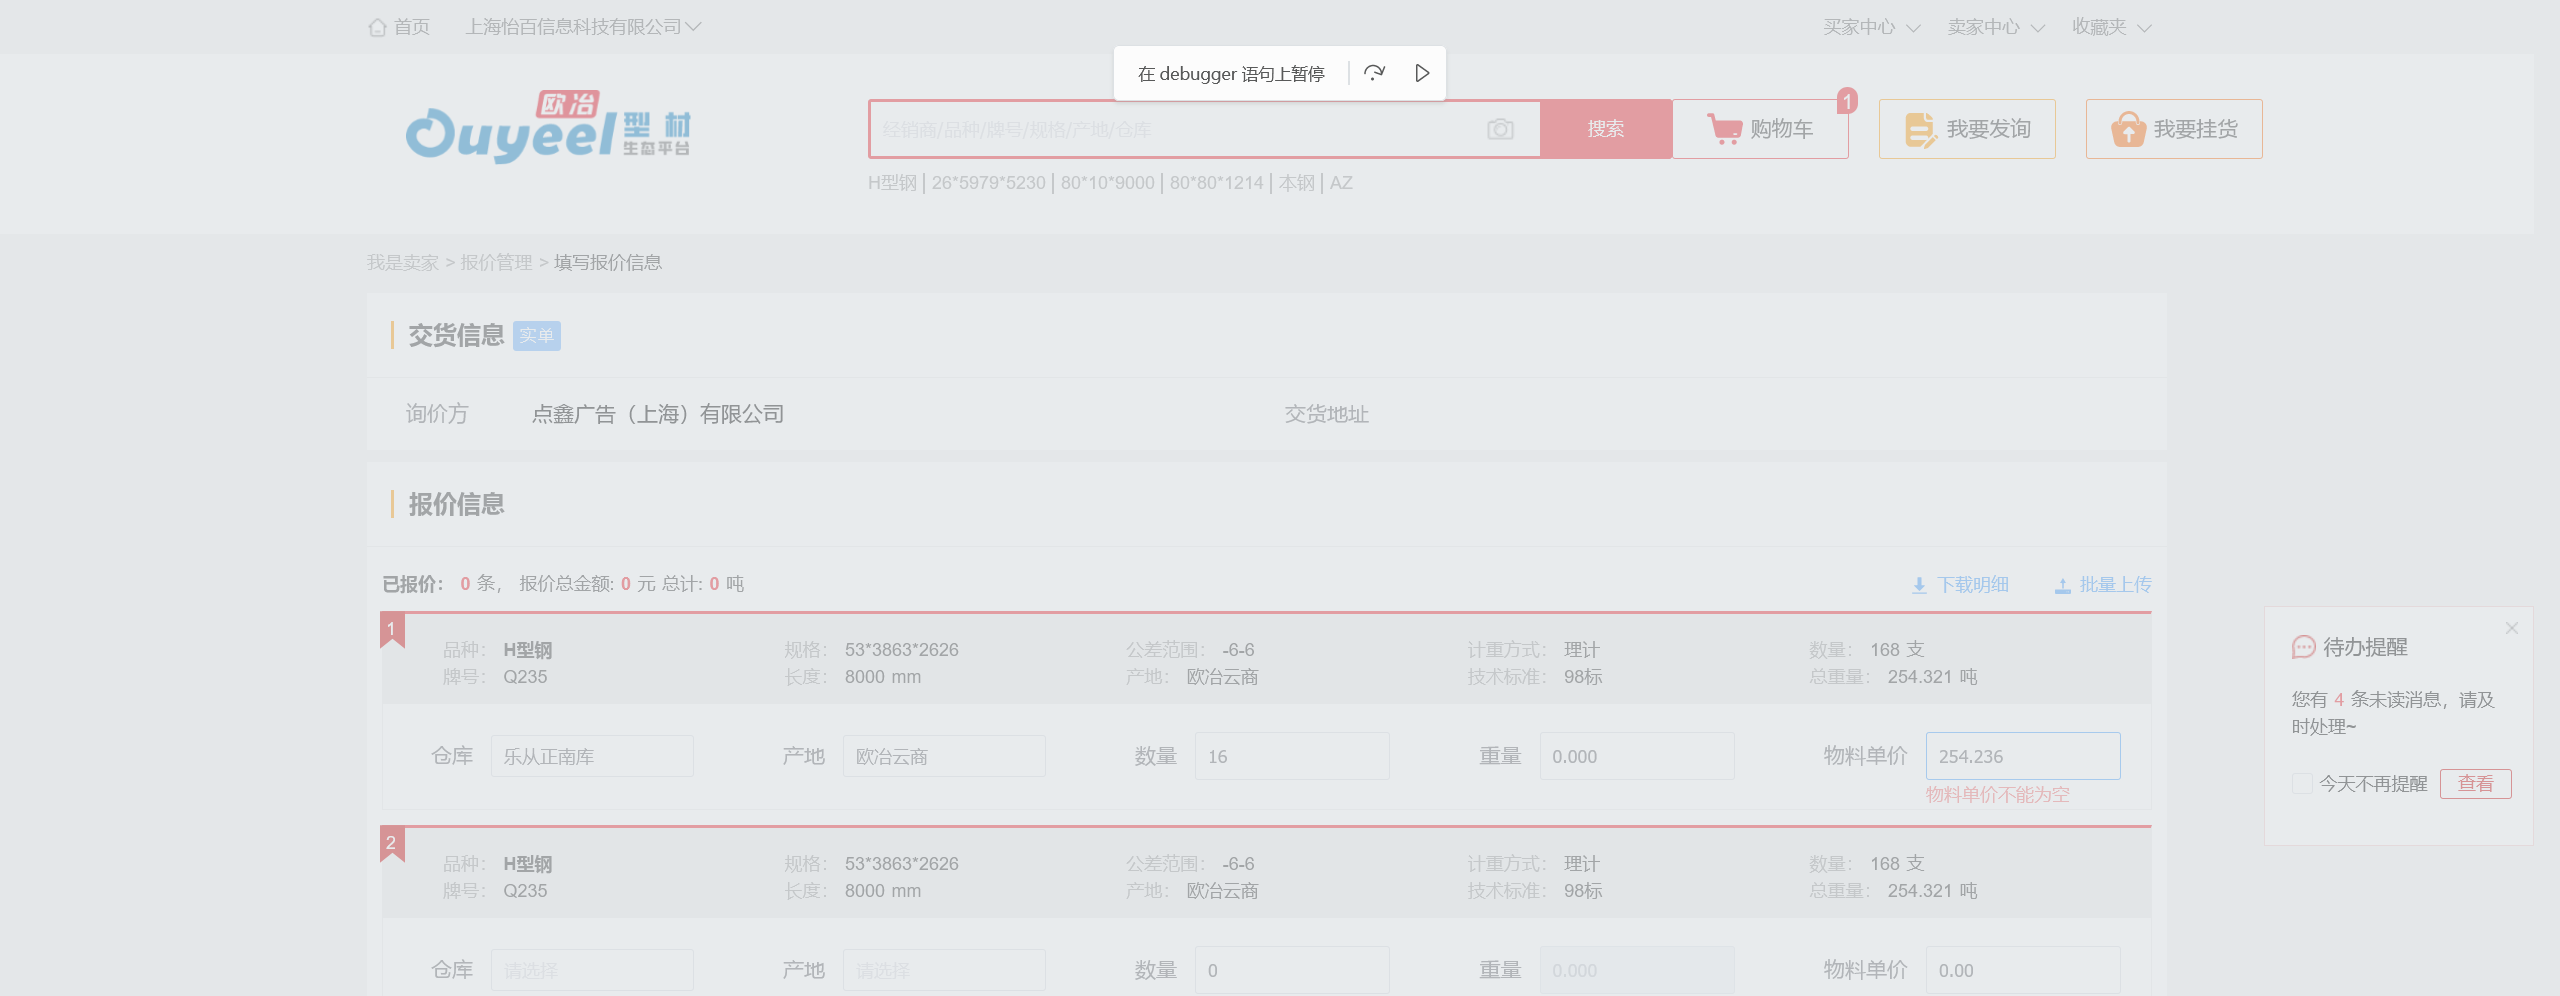 首页 上海怡百信息科技有限公司 买家中心 卖家中心 收藏夹
在 debugger 语句上暂停
欧冶
Ouyeel 型材
生态平台
经销商/品种/牌号/规格/产地/仓库 搜索 购物车 1 我要发询 我要挂货
H型钢 | 26*5979*5230 | 80*10*9000 | 80*80*1214 | 本钢 | AZ
我是卖家 > 报价管理 > 填写报价信息
交货信息 实单
询价方 点鑫广告（上海）有限公司 交货地址
报价信息
已报价： 0 条， 报价总金额: 0 元 总计: 0 吨 下载明细 批量上传
1
品种： H型钢 规格： 53*3863*2626 公差范围： -6-6 计重方式： 理计 数量： 168 支
牌号： Q235 长度： 8000 mm 产地： 欧冶云商 技术标准： 98标 总重量： 254.321 吨
仓库 乐从正南库 产地 欧冶云商 数量 16 重量 0.000 物料单价 254.236
物料单价不能为空
2
品种： H型钢 规格： 53*3863*2626 公差范围： -6-6 计重方式： 理计 数量： 168 支
牌号： Q235 长度： 8000 mm 产地： 欧冶云商 技术标准： 98标 总重量： 254.321 吨
仓库 请选择 产地 请选择 数量 0 重量 0.000 物料单价 0.00
待办提醒
您有 4 条未读消息，请及
时处理~
今天不再提醒 查看